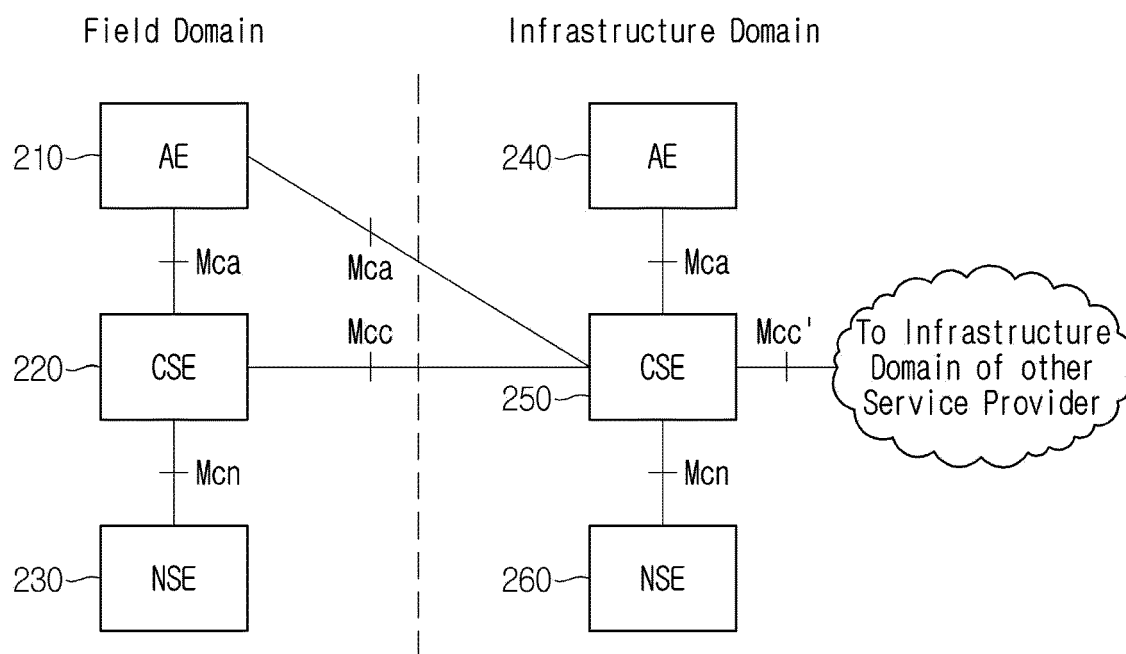 Field Domain
Infrastructure Domain
210
AE
240
AE
Mca
Mca
Mca
Mcc
Mcc'
To Infrastructure
Domain of other
Service Provider
220
CSE
250
CSE
Mcn
Mcn
230
NSE
260
NSE